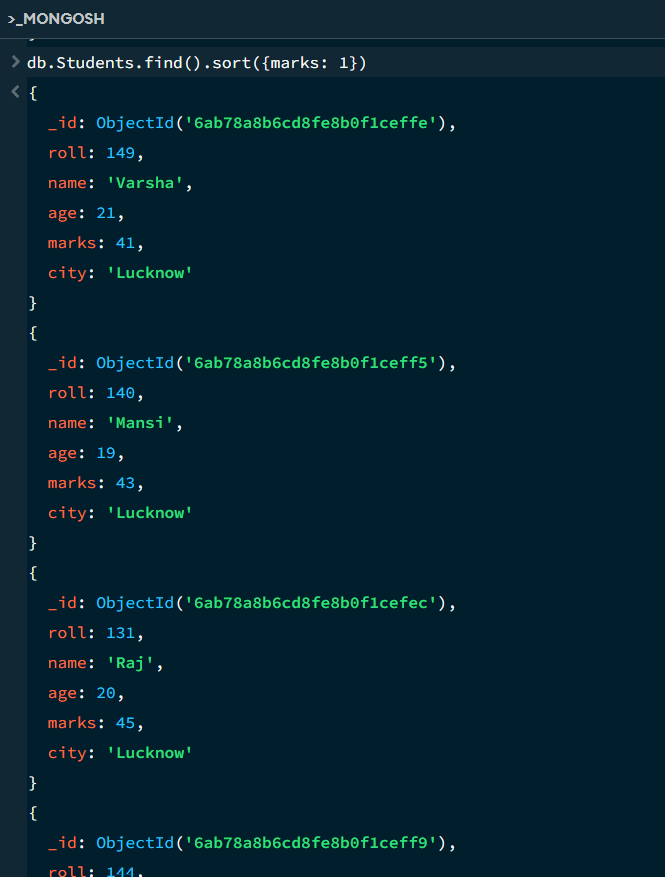 >_MONGOSH
> db.Students.find().sort({marks: 1})
< {
_id: ObjectId('6ab78a8b6cd8fe8b0f1ceffe'),
roll: 149,
name: 'Varsha',
age: 21,
marks: 41,
city: 'Lucknow'
}
{
_id: ObjectId('6ab78a8b6cd8fe8b0f1ceff5'),
roll: 140,
name: 'Mansi',
age: 19,
marks: 43,
city: 'Lucknow'
}
{
_id: ObjectId('6ab78a8b6cd8fe8b0f1cefec'),
roll: 131,
name: 'Raj',
age: 20,
marks: 45,
city: 'Lucknow'
}
{
_id: ObjectId('6ab78a8b6cd8fe8b0f1ceff9'),
roll: 144,